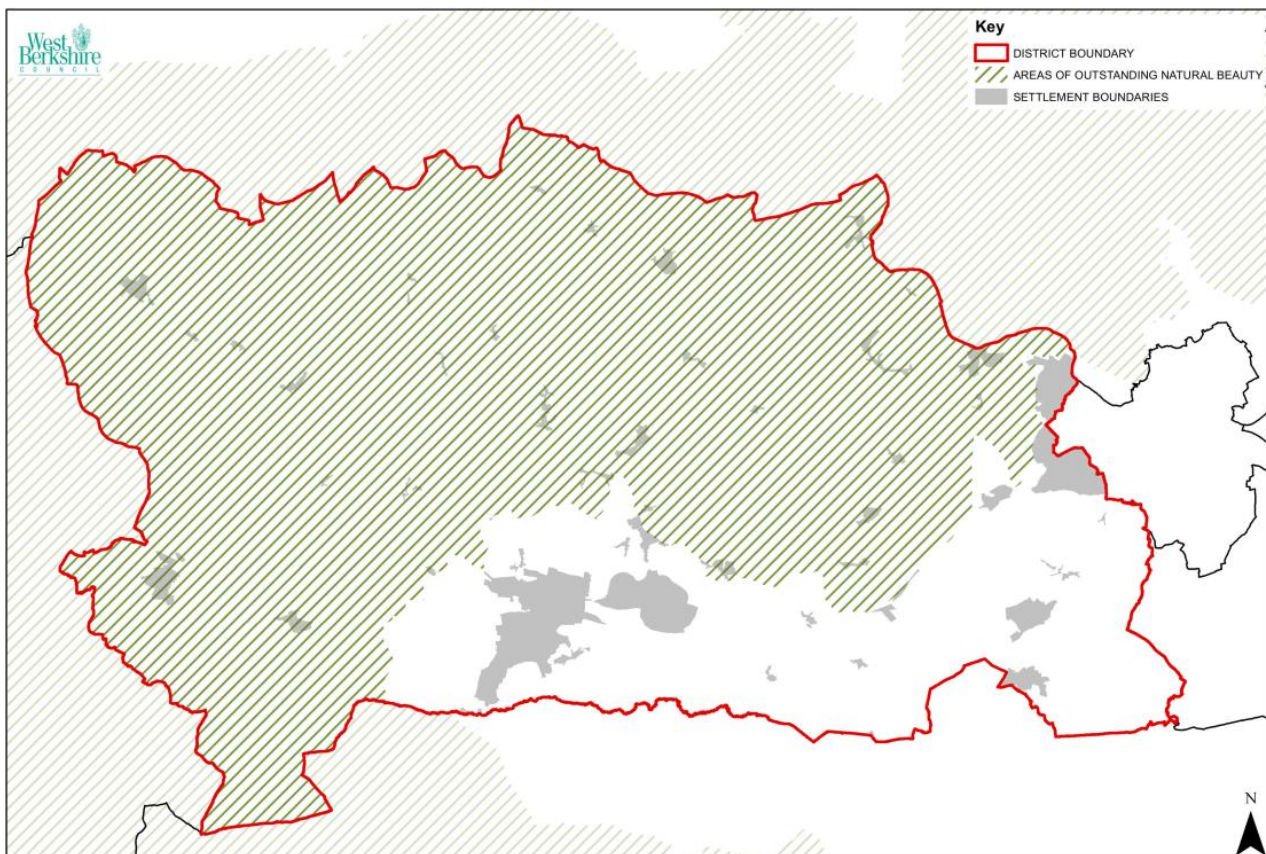 West
Berkshire
COUNCIL
Key
DISTRICT BOUNDARY
AREAS OF OUTSTANDING NATURAL BEAUTY
SETTLEMENT BOUNDARIES
N